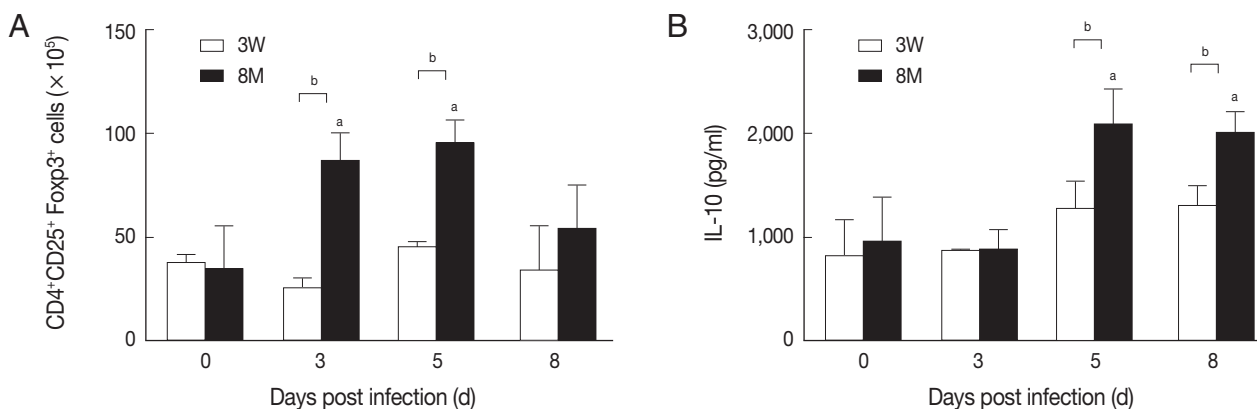 A
CD4⁺CD25⁺ Foxp3⁺ cells (× 10⁵)
150
100
50
0
3W
8M
b
a
b
a
0 3 5 8
Days post infection (d)
B
IL-10 (pg/ml)
3,000
2,000
1,000
0
3W
8M
b
a
b
a
0 3 5 8
Days post infection (d)